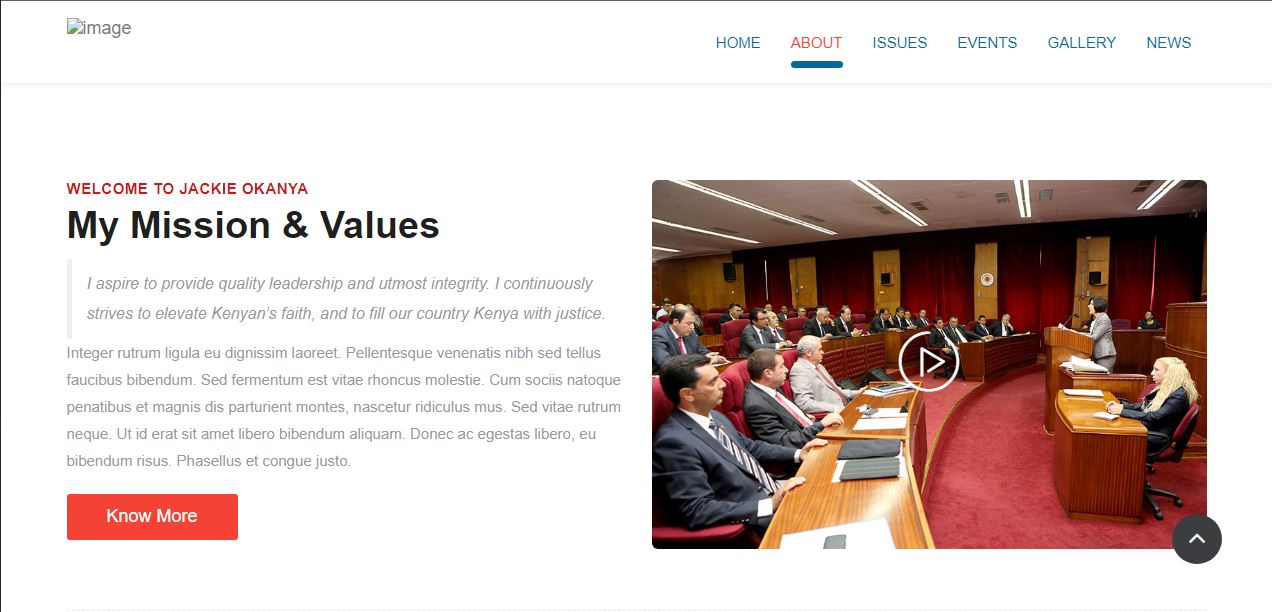 image
HOME ABOUT ISSUES EVENTS GALLERY NEWS
WELCOME TO JACKIE OKANYA
My Mission & Values
I aspire to provide quality leadership and utmost integrity. I continuously
strives to elevate Kenyan’s faith, and to fill our country Kenya with justice.
Integer rutrum ligula eu dignissim laoreet. Pellentesque venenatis nibh sed tellus
faucibus bibendum. Sed fermentum est vitae rhoncus molestie. Cum sociis natoque
penatibus et magnis dis parturient montes, nascetur ridiculus mus. Sed vitae rutrum
neque. Ut id erat sit amet libero bibendum aliquam. Donec ac egestas libero, eu
bibendum risus. Phasellus et congue justo.
Know More